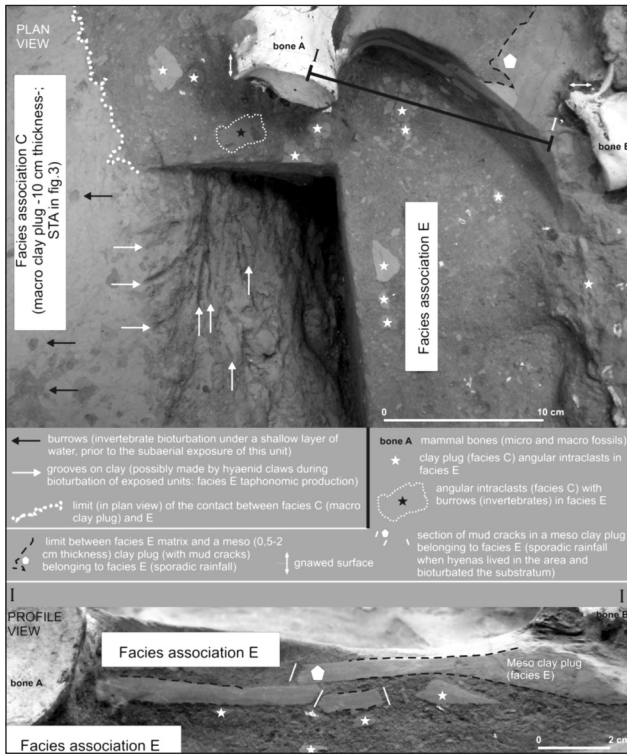 PLAN
VIEW
bone A
I
I
bone B
Facies association C
(macro clay plug -10 cm thickness-;
STA in fig.3)
Facies association E
0
10 cm
burrows (invertebrate bioturbation under a shallow layer of
water, prior to the subaerial exposure of this unit)
grooves on clay (possibly made by hyaenid claws during
bioturbation of exposed units: facies E taphonomic production)
limit (in plan view) of the contact between facies C (macro
clay plug) and E
limit between facies E matrix and a meso (0,5-2
cm thickness) clay plug (with mud cracks)
belonging to facies E (sporadic rainfall)
gnawed surface
bone A mammal bones (micro and macro fossils)
clay plug (facies C) angular intraclasts in
facies E
angular intraclasts (facies C) with
burrows (invertebrates) in facies E
section of mud cracks in a meso clay plug
belonging to facies E (sporadic rainfall
when hyenas lived in the area and
bioturbated the substratum)
I
I
PROFILE
VIEW
bone B
Facies association E
bone A
Meso clay plug
(facies E)
Facies association E
0
2 cm